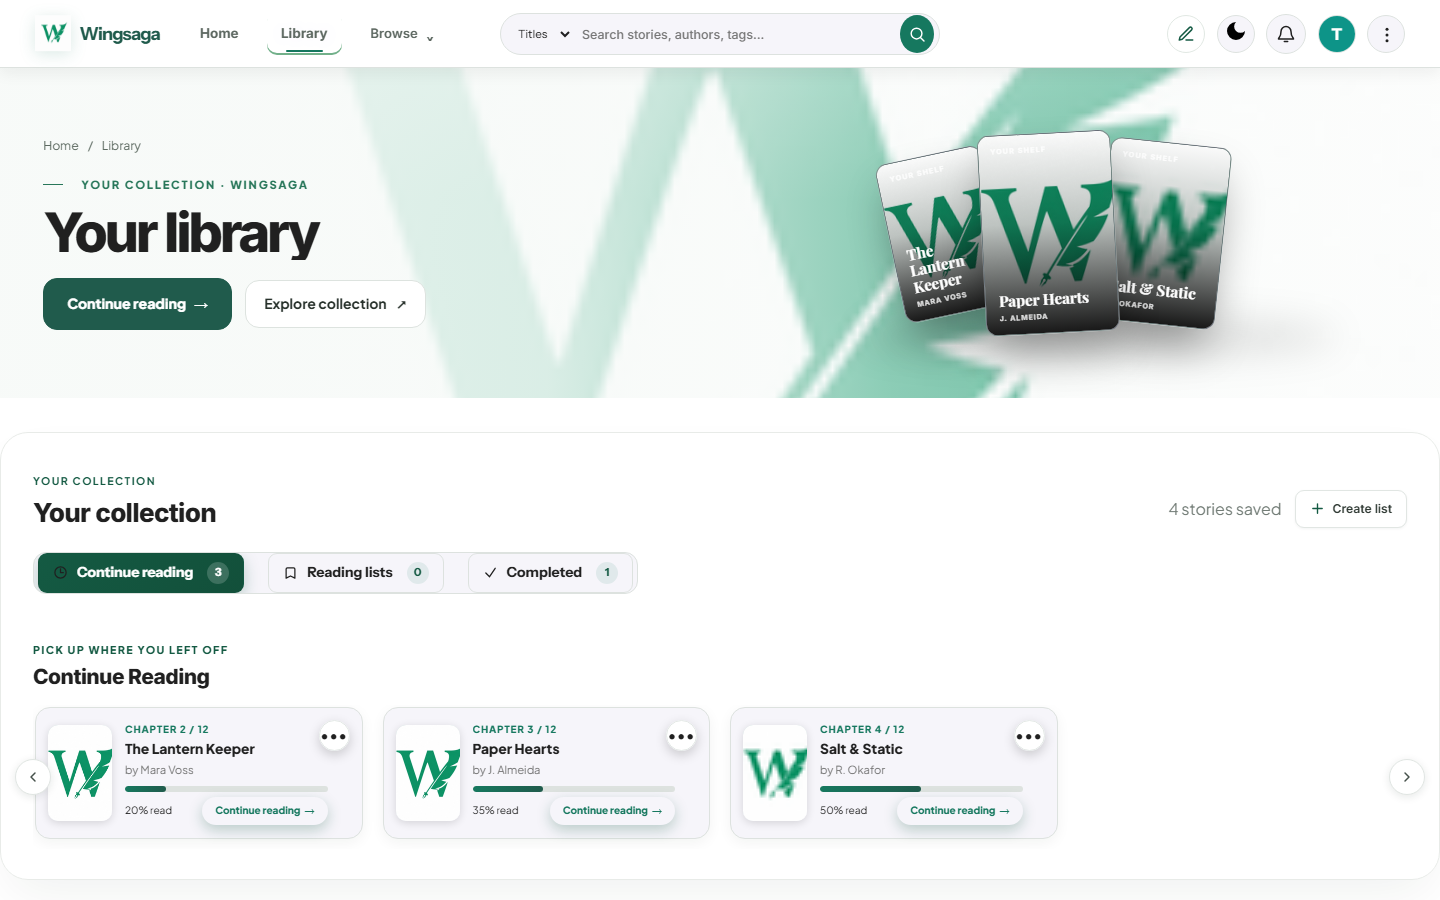 Wingsaga
Home
Library
Browse
Titles
Search stories, authors, tags...
T
Home / Library
YOUR COLLECTION · WINGSAGA
Your library
Continue reading →
Explore collection ↗
YOUR SHELF
The
Lantern
Keeper
MARA VOSS
YOUR SHELF
Paper Hearts
J. ALMEIDA
YOUR SHELF
alt & Static
OKAFOR
YOUR COLLECTION
Your collection
4 stories saved
+ Create list
Continue reading 3
Reading lists 0
Completed 1
PICK UP WHERE YOU LEFT OFF
Continue Reading
CHAPTER 2 / 12
The Lantern Keeper
by Mara Voss
20% read
Continue reading →
CHAPTER 3 / 12
Paper Hearts
by J. Almeida
35% read
Continue reading →
CHAPTER 4 / 12
Salt & Static
by R. Okafor
50% read
Continue reading →